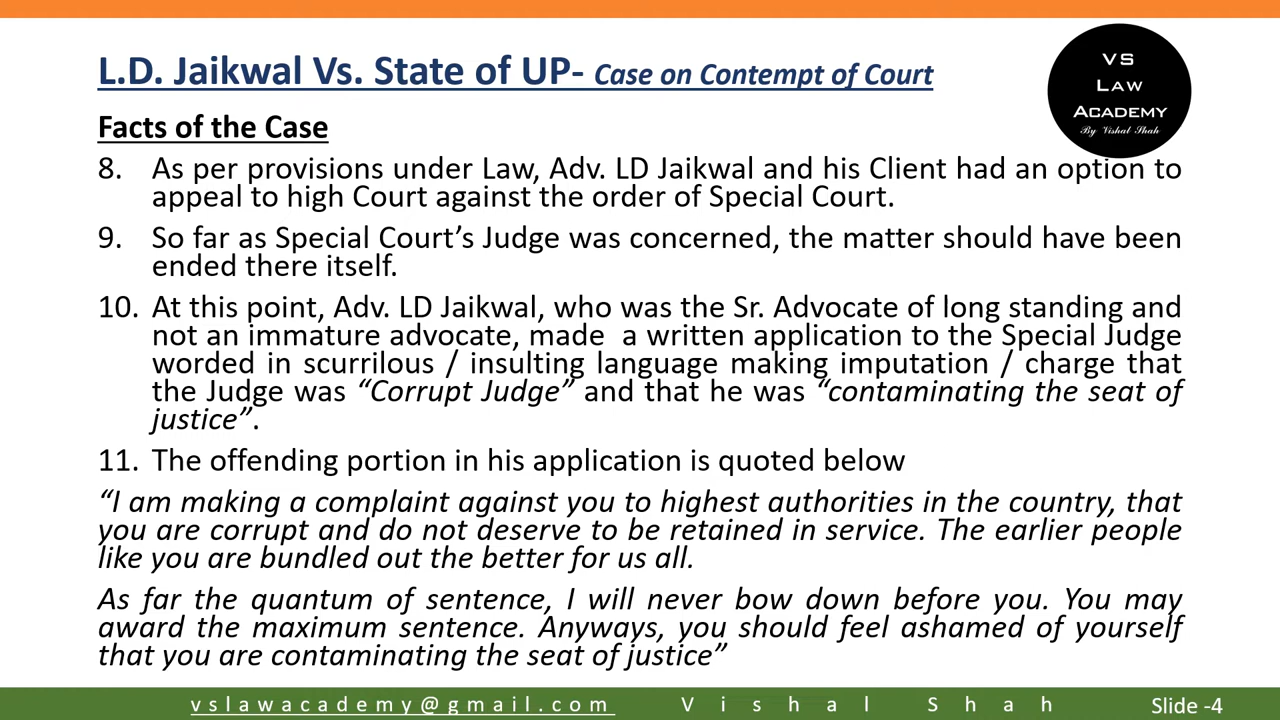 L.D. Jaikwal Vs. State of UP- Case on Contempt of Court
VS
LAW
ACADEMY
By Vishal Shah
Facts of the Case
8. As per provisions under Law, Adv. LD Jaikwal and his Client had an option to
appeal to high Court against the order of Special Court.
9. So far as Special Court’s Judge was concerned, the matter should have been
ended there itself.
10. At this point, Adv. LD Jaikwal, who was the Sr. Advocate of long standing and
not an immature advocate, made a written application to the Special Judge
worded in scurrilous / insulting language making imputation / charge that
the Judge was “Corrupt Judge” and that he was “contaminating the seat of
justice”.
11. The offending portion in his application is quoted below
“I am making a complaint against you to highest authorities in the country, that
you are corrupt and do not deserve to be retained in service. The earlier people
like you are bundled out the better for us all.
As far the quantum of sentence, I will never bow down before you. You may
award the maximum sentence. Anyways, you should feel ashamed of yourself
that you are contaminating the seat of justice”
vslawacademy@gmail.com Vishal Shah Slide -4